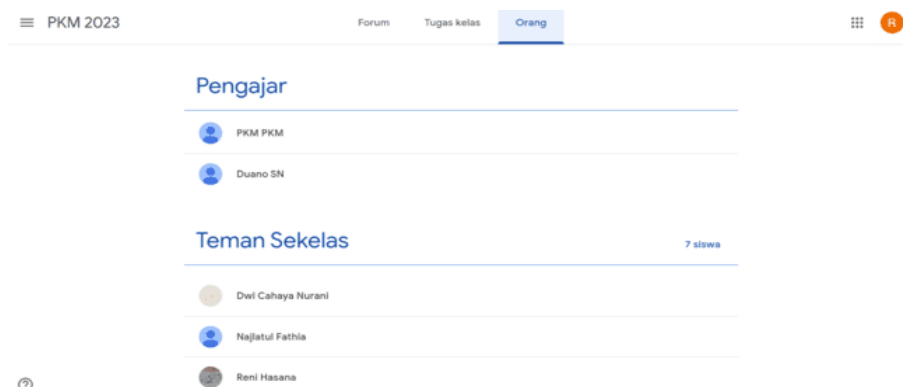 PKM 2023
Forum Tugas kelas Orang
R
Pengajar
PKM PKM
Duano SN
Teman Sekelas 7 siswa
Dwi Cahaya Nurani
Najlatul Fathia
Reni Hasana